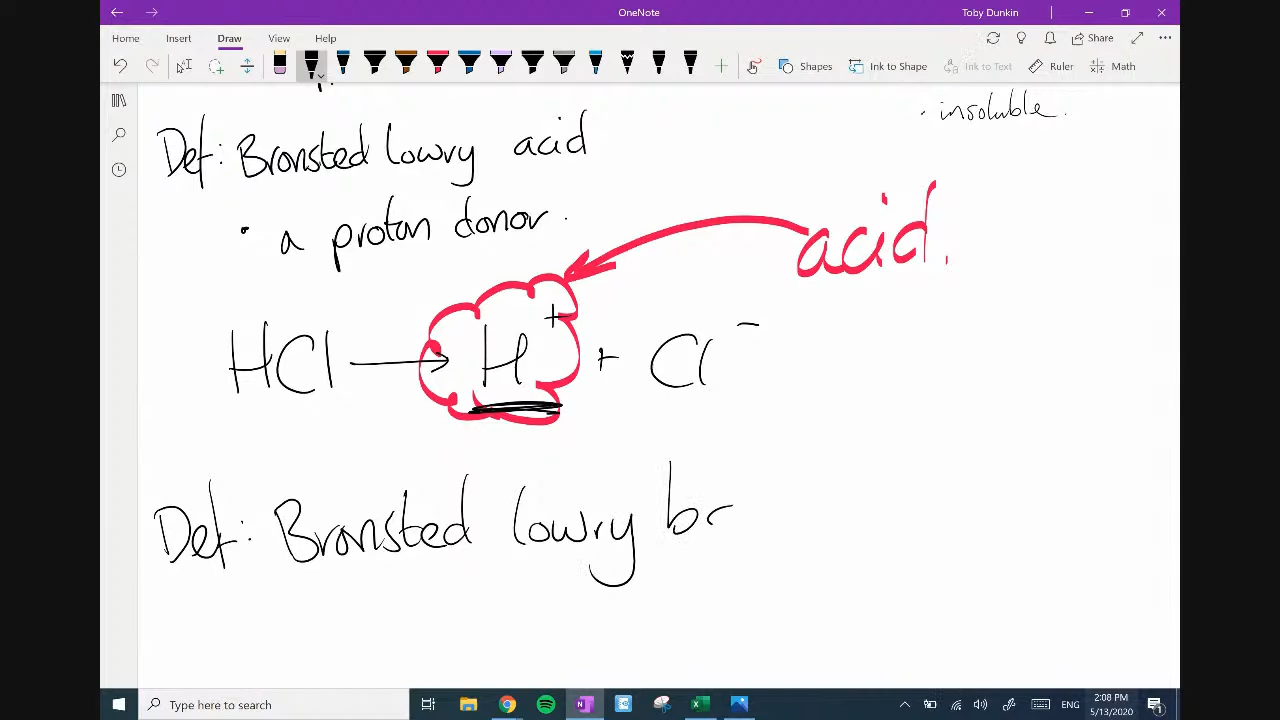 OneNote
Toby Dunkin
Home Insert Draw View Help
Share
Shapes Ink to Shape Ink to Text Ruler Math
· insoluble.
Def: Bronsted lowry acid
• a proton donor.
acid.
HCl → H⁺ + Cl⁻
Def: Bronsted lowry ba
Type here to search
ENG
2:08 PM
5/13/2020